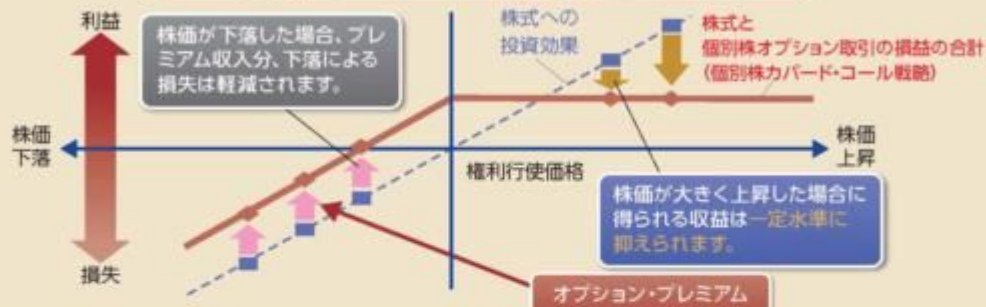 利益
株価が下落した場合、プレ
ミアム収入分、下落による
損失は軽減されます。
株式への
投資効果
株式と
個別株オプション取引の損益の合計
(個別株カバード・コール戦略)
株価
下落
株価
上昇
権利行使価格
株価が大きく上昇した場合に
得られる収益は一定水準に
抑えられます。
損失
オプション・プレミアム